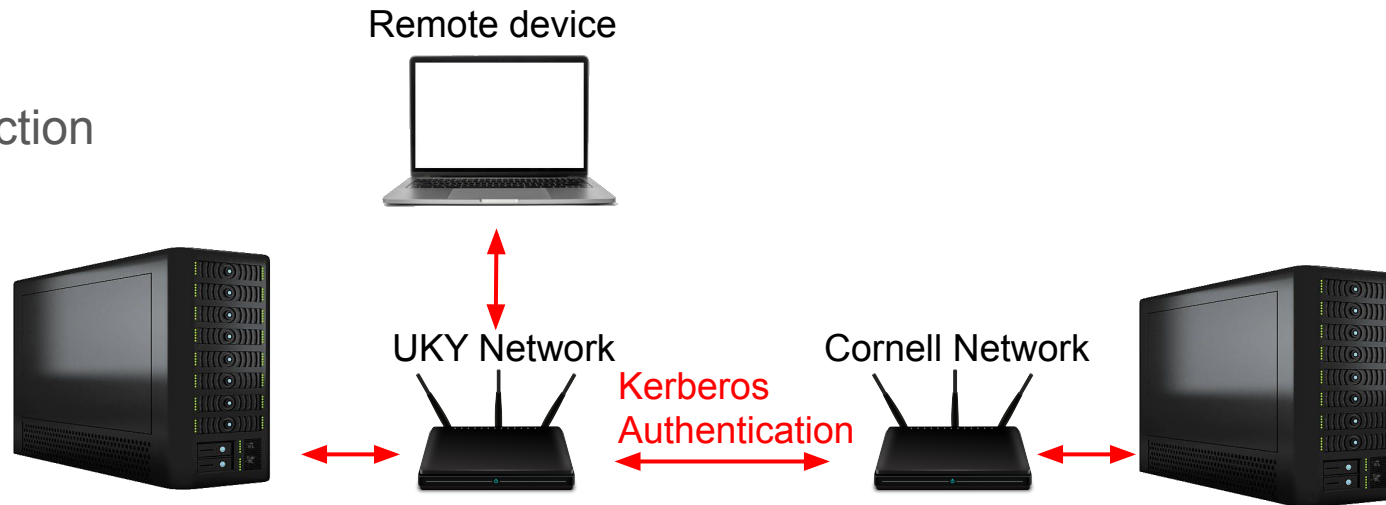 Remote device
ction
UKY Network
Cornell Network
Kerberos
Authentication